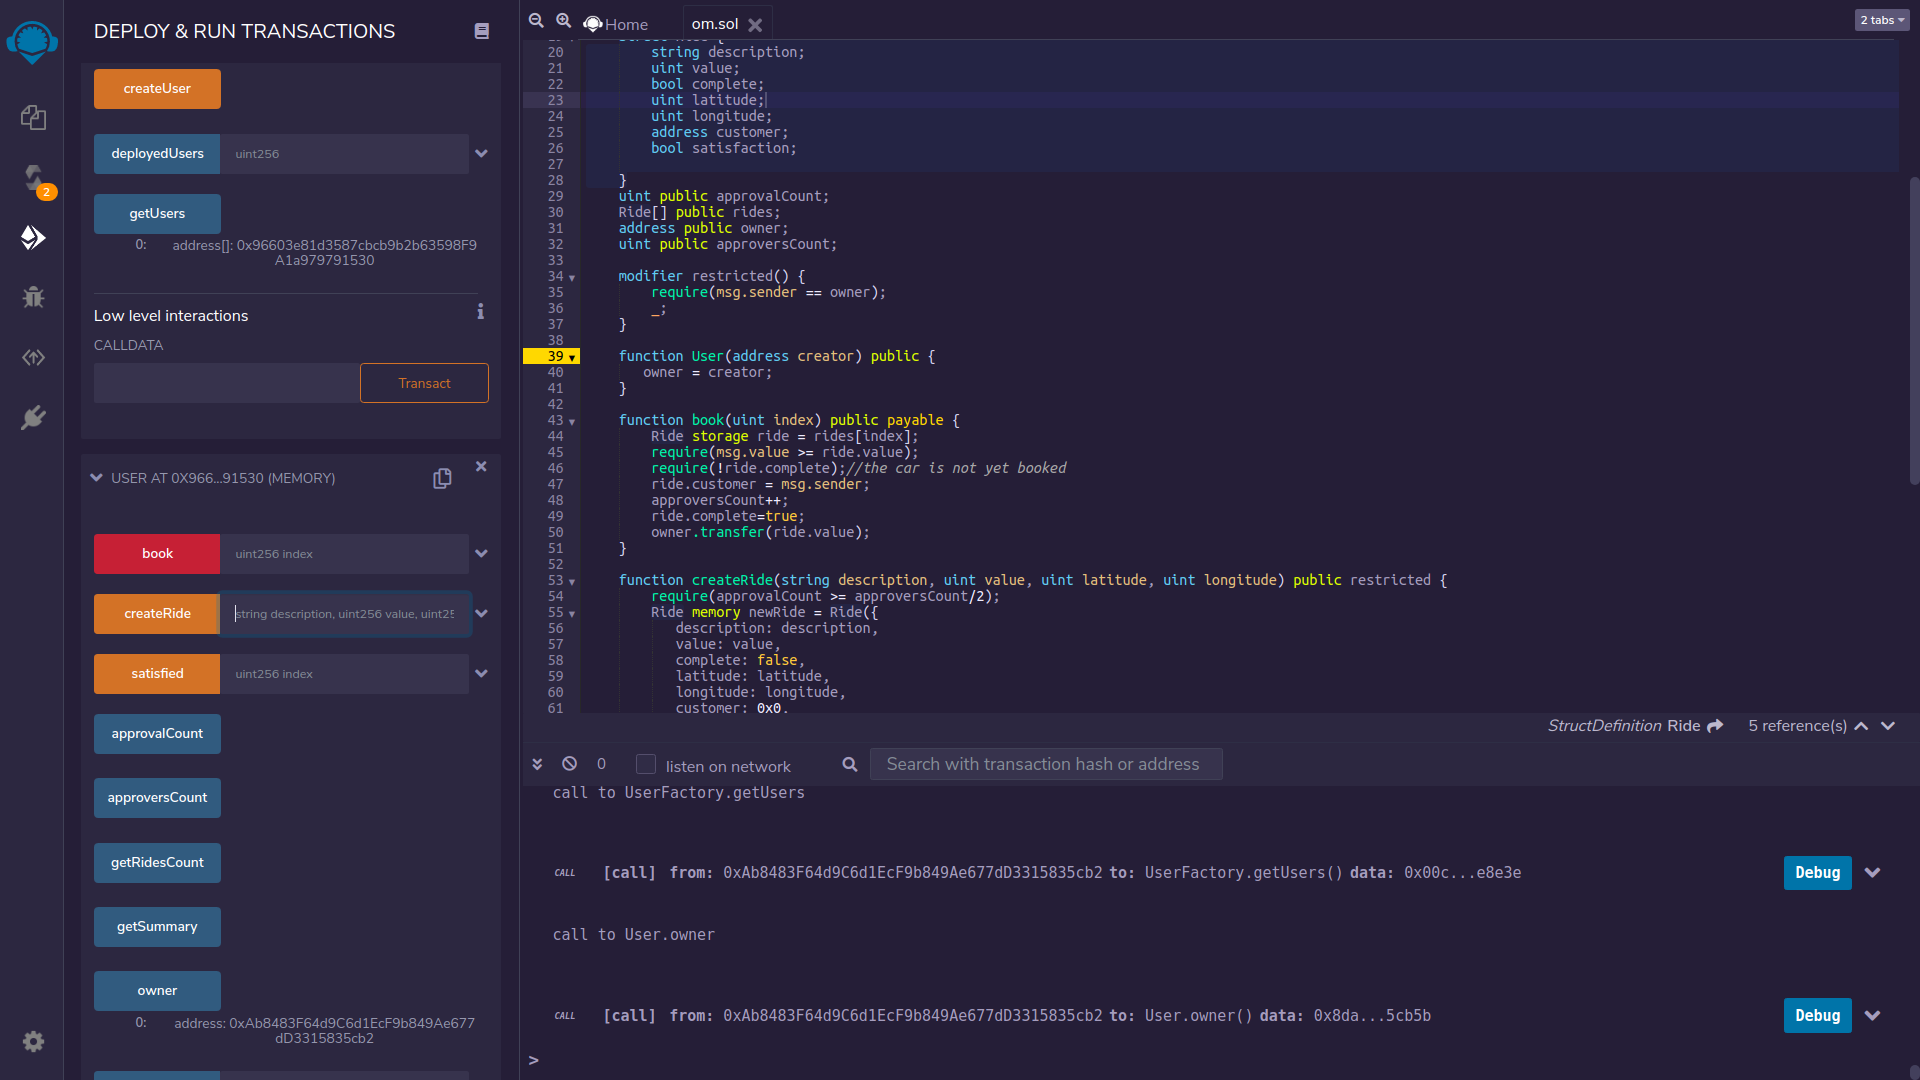 DEPLOY & RUN TRANSACTIONS
createUser
deployedUsers uint256
getUsers
0: address[]: 0x96603e81d3587cbcb9b2b63598F9
A1a979791530
Low level interactions
CALLDATA
Transact
USER AT 0X966...91530 (MEMORY)
book uint256 index
createRide string description, uint256 value, uint25
satisfied uint256 index
approvalCount
approversCount
getRidesCount
getSummary
owner
0: address: 0xAb8483F64d9C6d1EcF9b849Ae677
dD3315835cb2
2
Home
om.sol
2 tabs
20 string description;
21 uint value;
22 bool complete;
23 uint latitude;
24 uint longitude;
25 address customer;
26 bool satisfaction;
27
28 }
29 uint public approvalCount;
30 Ride[] public rides;
31 address public owner;
32 uint public approversCount;
33
34 modifier restricted() {
35 require(msg.sender == owner);
36 _;
37 }
38
39 function User(address creator) public {
40 owner = creator;
41 }
42
43 function book(uint index) public payable {
44 Ride storage ride = rides[index];
45 require(msg.value >= ride.value);
46 require(!ride.complete);//the car is not yet booked
47 ride.customer = msg.sender;
48 approversCount++;
49 ride.complete=true;
50 owner.transfer(ride.value);
51 }
52
53 function createRide(string description, uint value, uint latitude, uint longitude) public restricted {
54 require(approvalCount >= approversCount/2);
55 Ride memory newRide = Ride({
56 description: description,
57 value: value,
58 complete: false,
59 latitude: latitude,
60 longitude: longitude,
61 customer: 0x0,
StructDefinition Ride 5 reference(s)
0 listen on network Search with transaction hash or address
call to UserFactory.getUsers
CALL [call] from: 0xAb8483F64d9C6d1EcF9b849Ae677dD3315835cb2 to: UserFactory.getUsers() data: 0x00c...e8e3e Debug
call to User.owner
CALL [call] from: 0xAb8483F64d9C6d1EcF9b849Ae677dD3315835cb2 to: User.owner() data: 0x8da...5cb5b Debug
>